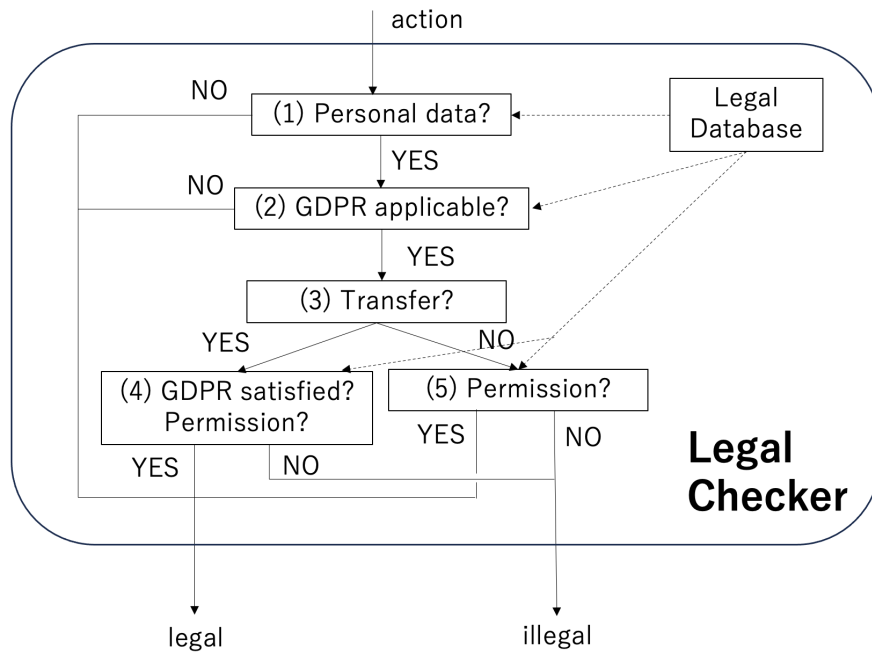 action
NO
(1) Personal data?
Legal
Database
YES
NO
(2) GDPR applicable?
YES
(3) Transfer?
YES
NO
(4) GDPR satisfied?
Permission?
(5) Permission?
YES
NO
YES
NO
Legal
Checker
legal
illegal